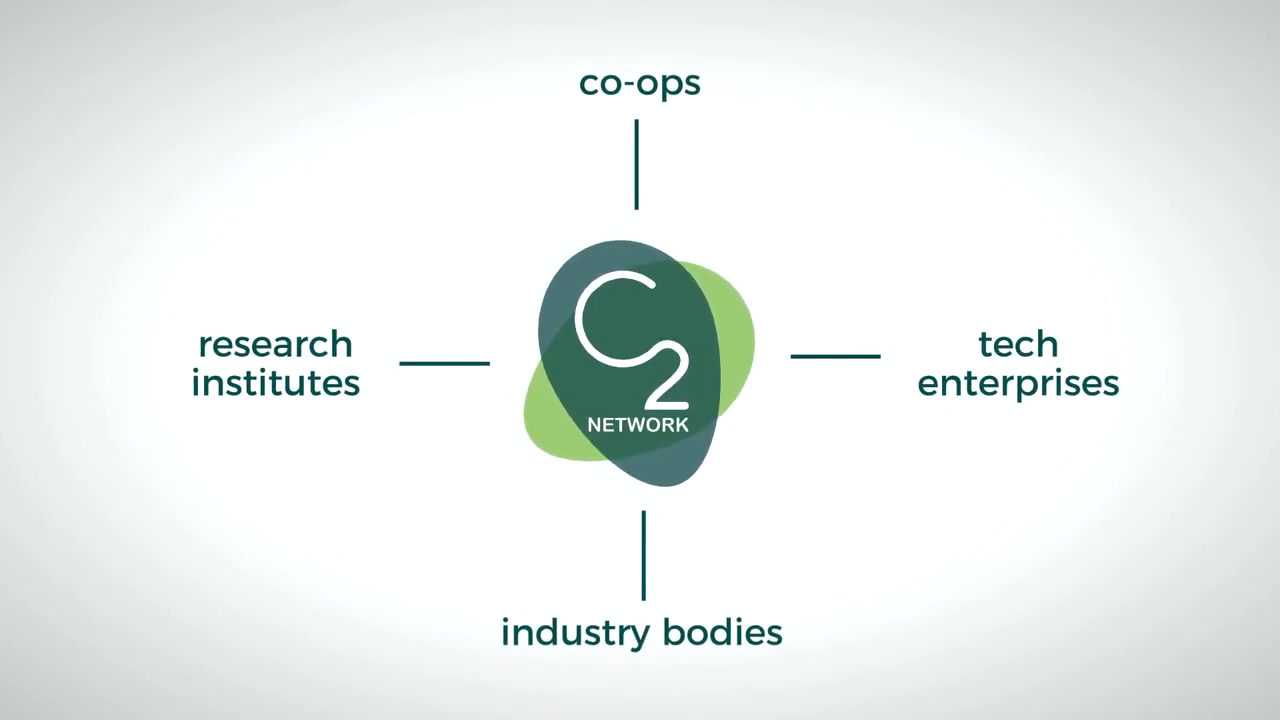 co-ops
research
institutes
C2
NETWORK
tech
enterprises
industry bodies